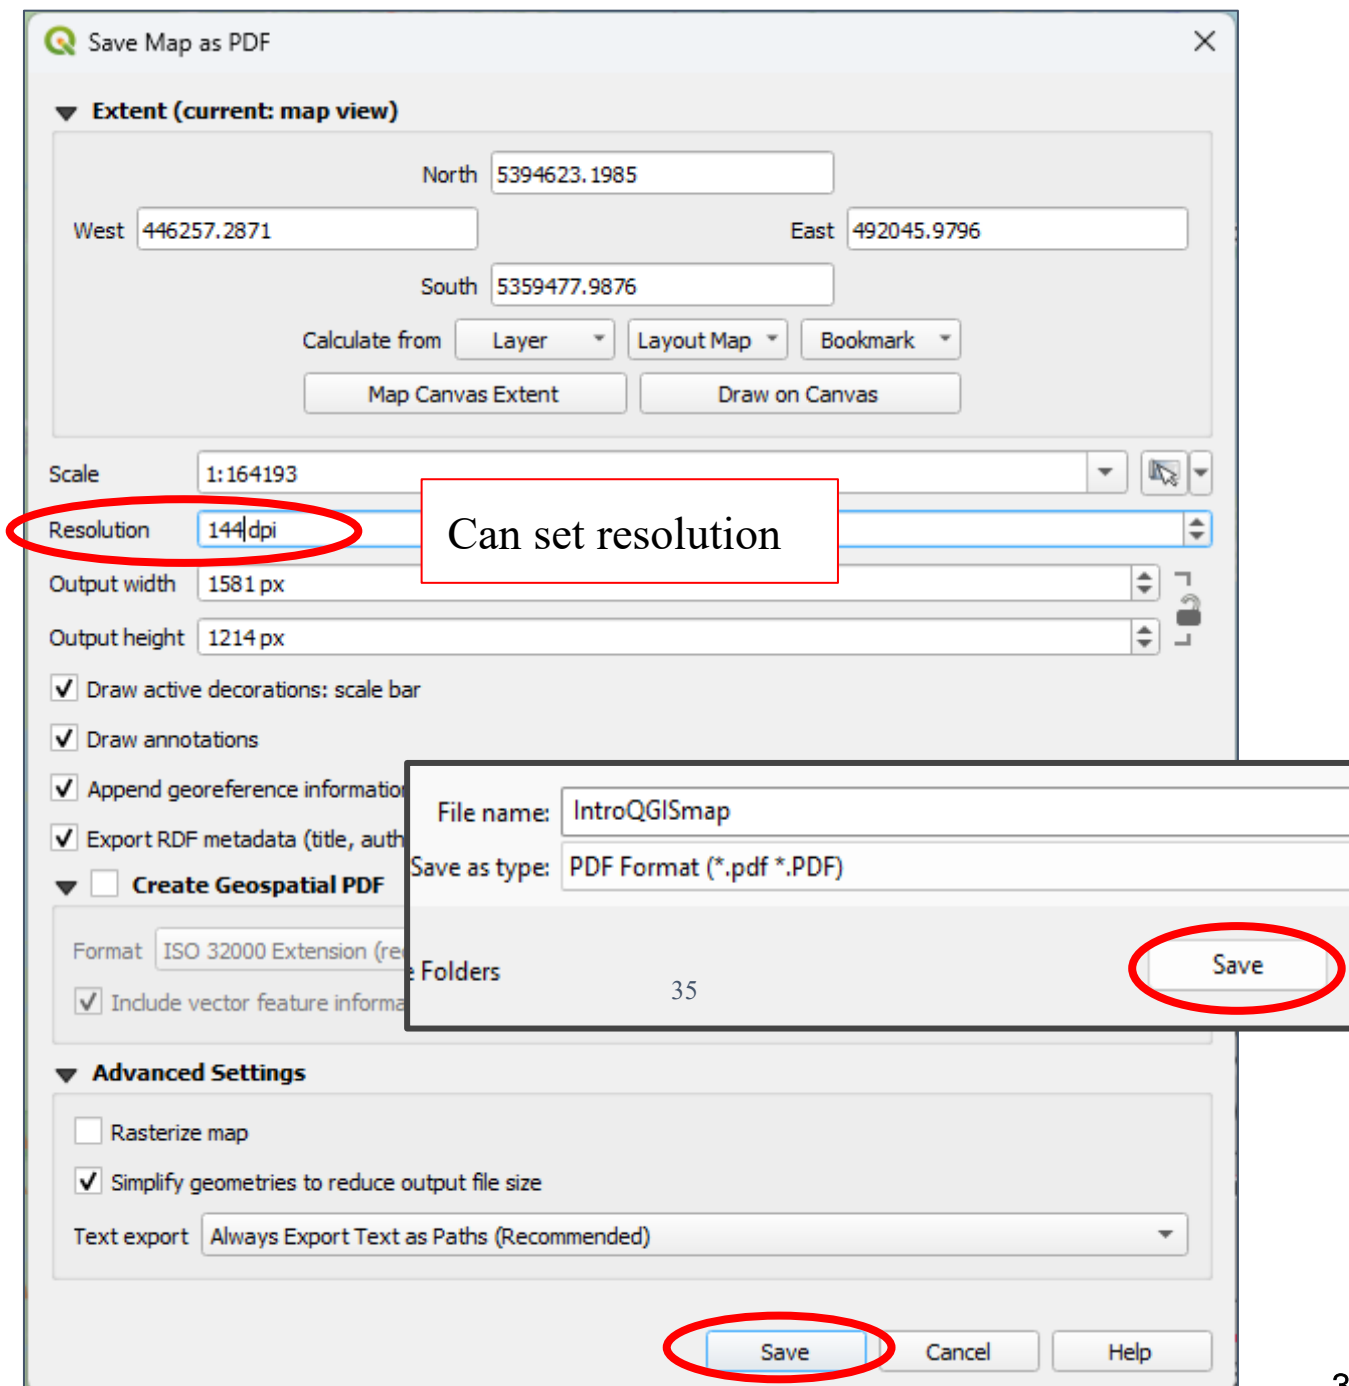 Save Map as PDF
Extent (current: map view)
North 5394623.1985
West 446257.2871 East 492045.9796
South 5359477.9876
Calculate from Layer Layout Map Bookmark
Map Canvas Extent Draw on Canvas
Scale 1:164193
Resolution 144 dpi
Can set resolution
Output width 1581 px
Output height 1214 px
Draw active decorations: scale bar
Draw annotations
Append georeference information
Export RDF metadata (title, auth
Create Geospatial PDF
Format ISO 32000 Extension (re
Include vector feature informa
File name: IntroQGISmap
Save as type: PDF Format (*.pdf *.PDF)
Folders
Save
35
Advanced Settings
Rasterize map
Simplify geometries to reduce output file size
Text export Always Export Text as Paths (Recommended)
Save Cancel Help
3